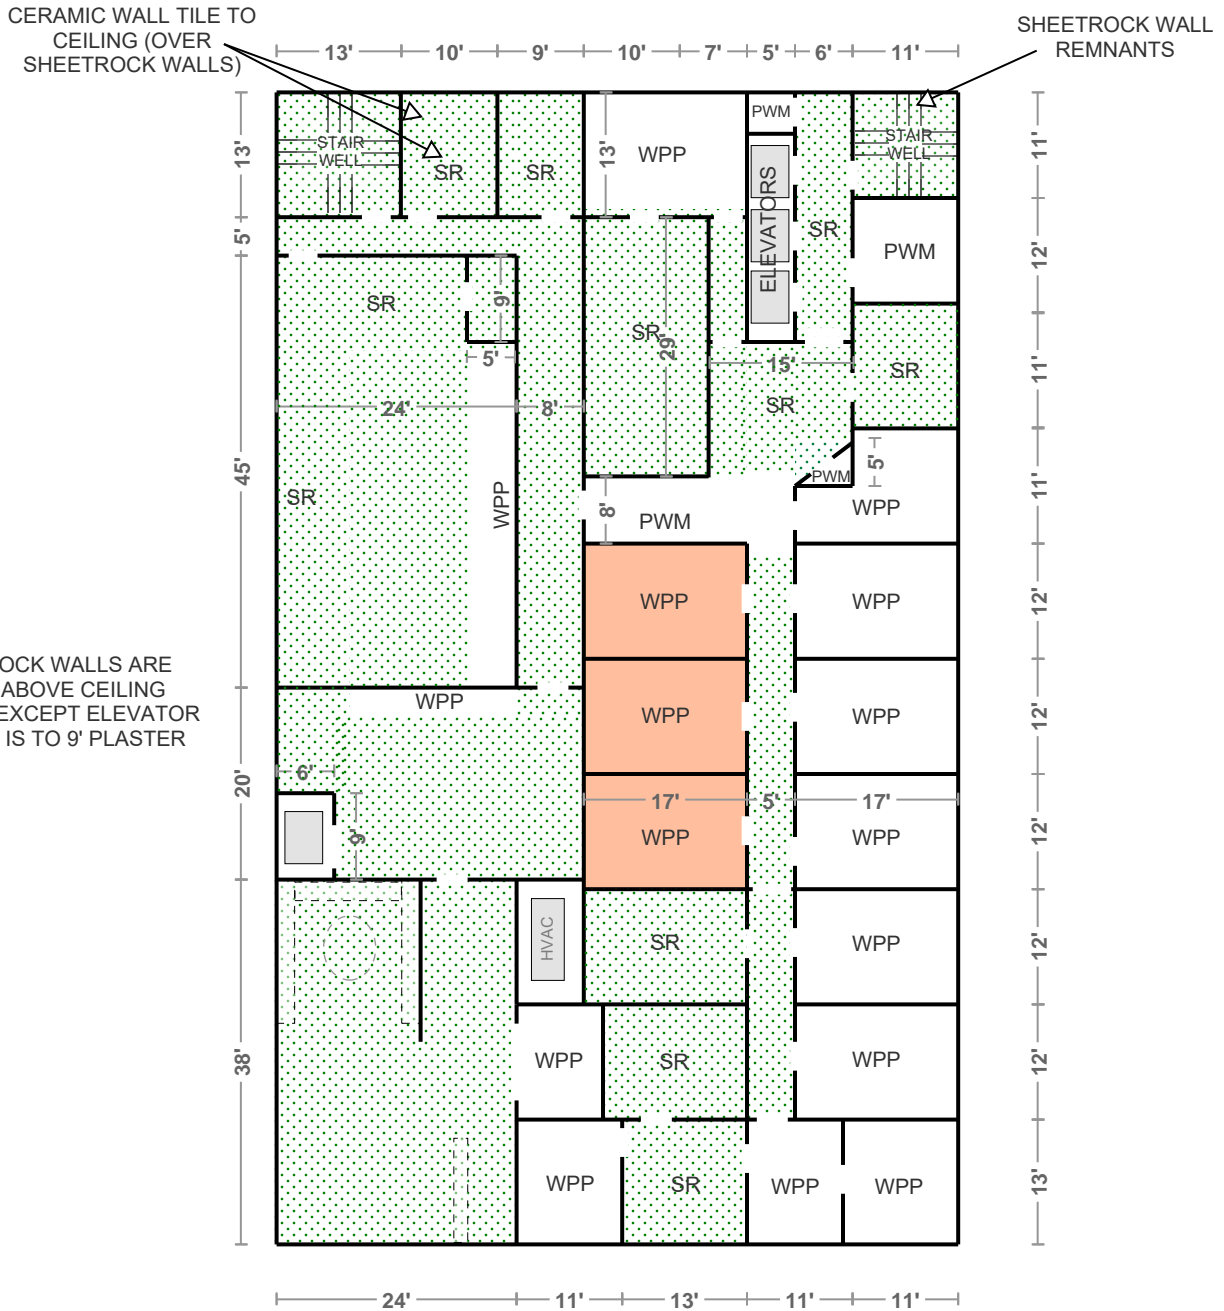 CERAMIC WALL TILE TO
CEILING (OVER
SHEETROCK WALLS)
SHEETROCK WALL
REMNANTS
13'
10'
9'
10'
7'
5'
6'
11'
PWM
STAIR
WELL
SR
SR
13'
WPP
ELEVATORS
SR
STAIR
WELL
PWM
13'
5'
45'
20'
38'
11'
12'
11'
11'
12'
12'
12'
12'
12'
13'
SR
9'
5'
SR
29'
15'
SR
SR
24'
8'
SR
WPP
5'
PWM
WPP
8'
PWM
WPP
WPP
OCK WALLS ARE
ABOVE CEILING
EXCEPT ELEVATOR
IS TO 9' PLASTER
WPP
WPP
WPP
6'
9'
17'
5'
17'
WPP
WPP
HVAC
SR
WPP
WPP
SR
WPP
WPP
SR
WPP
WPP
24'
11'
13'
11'
11'